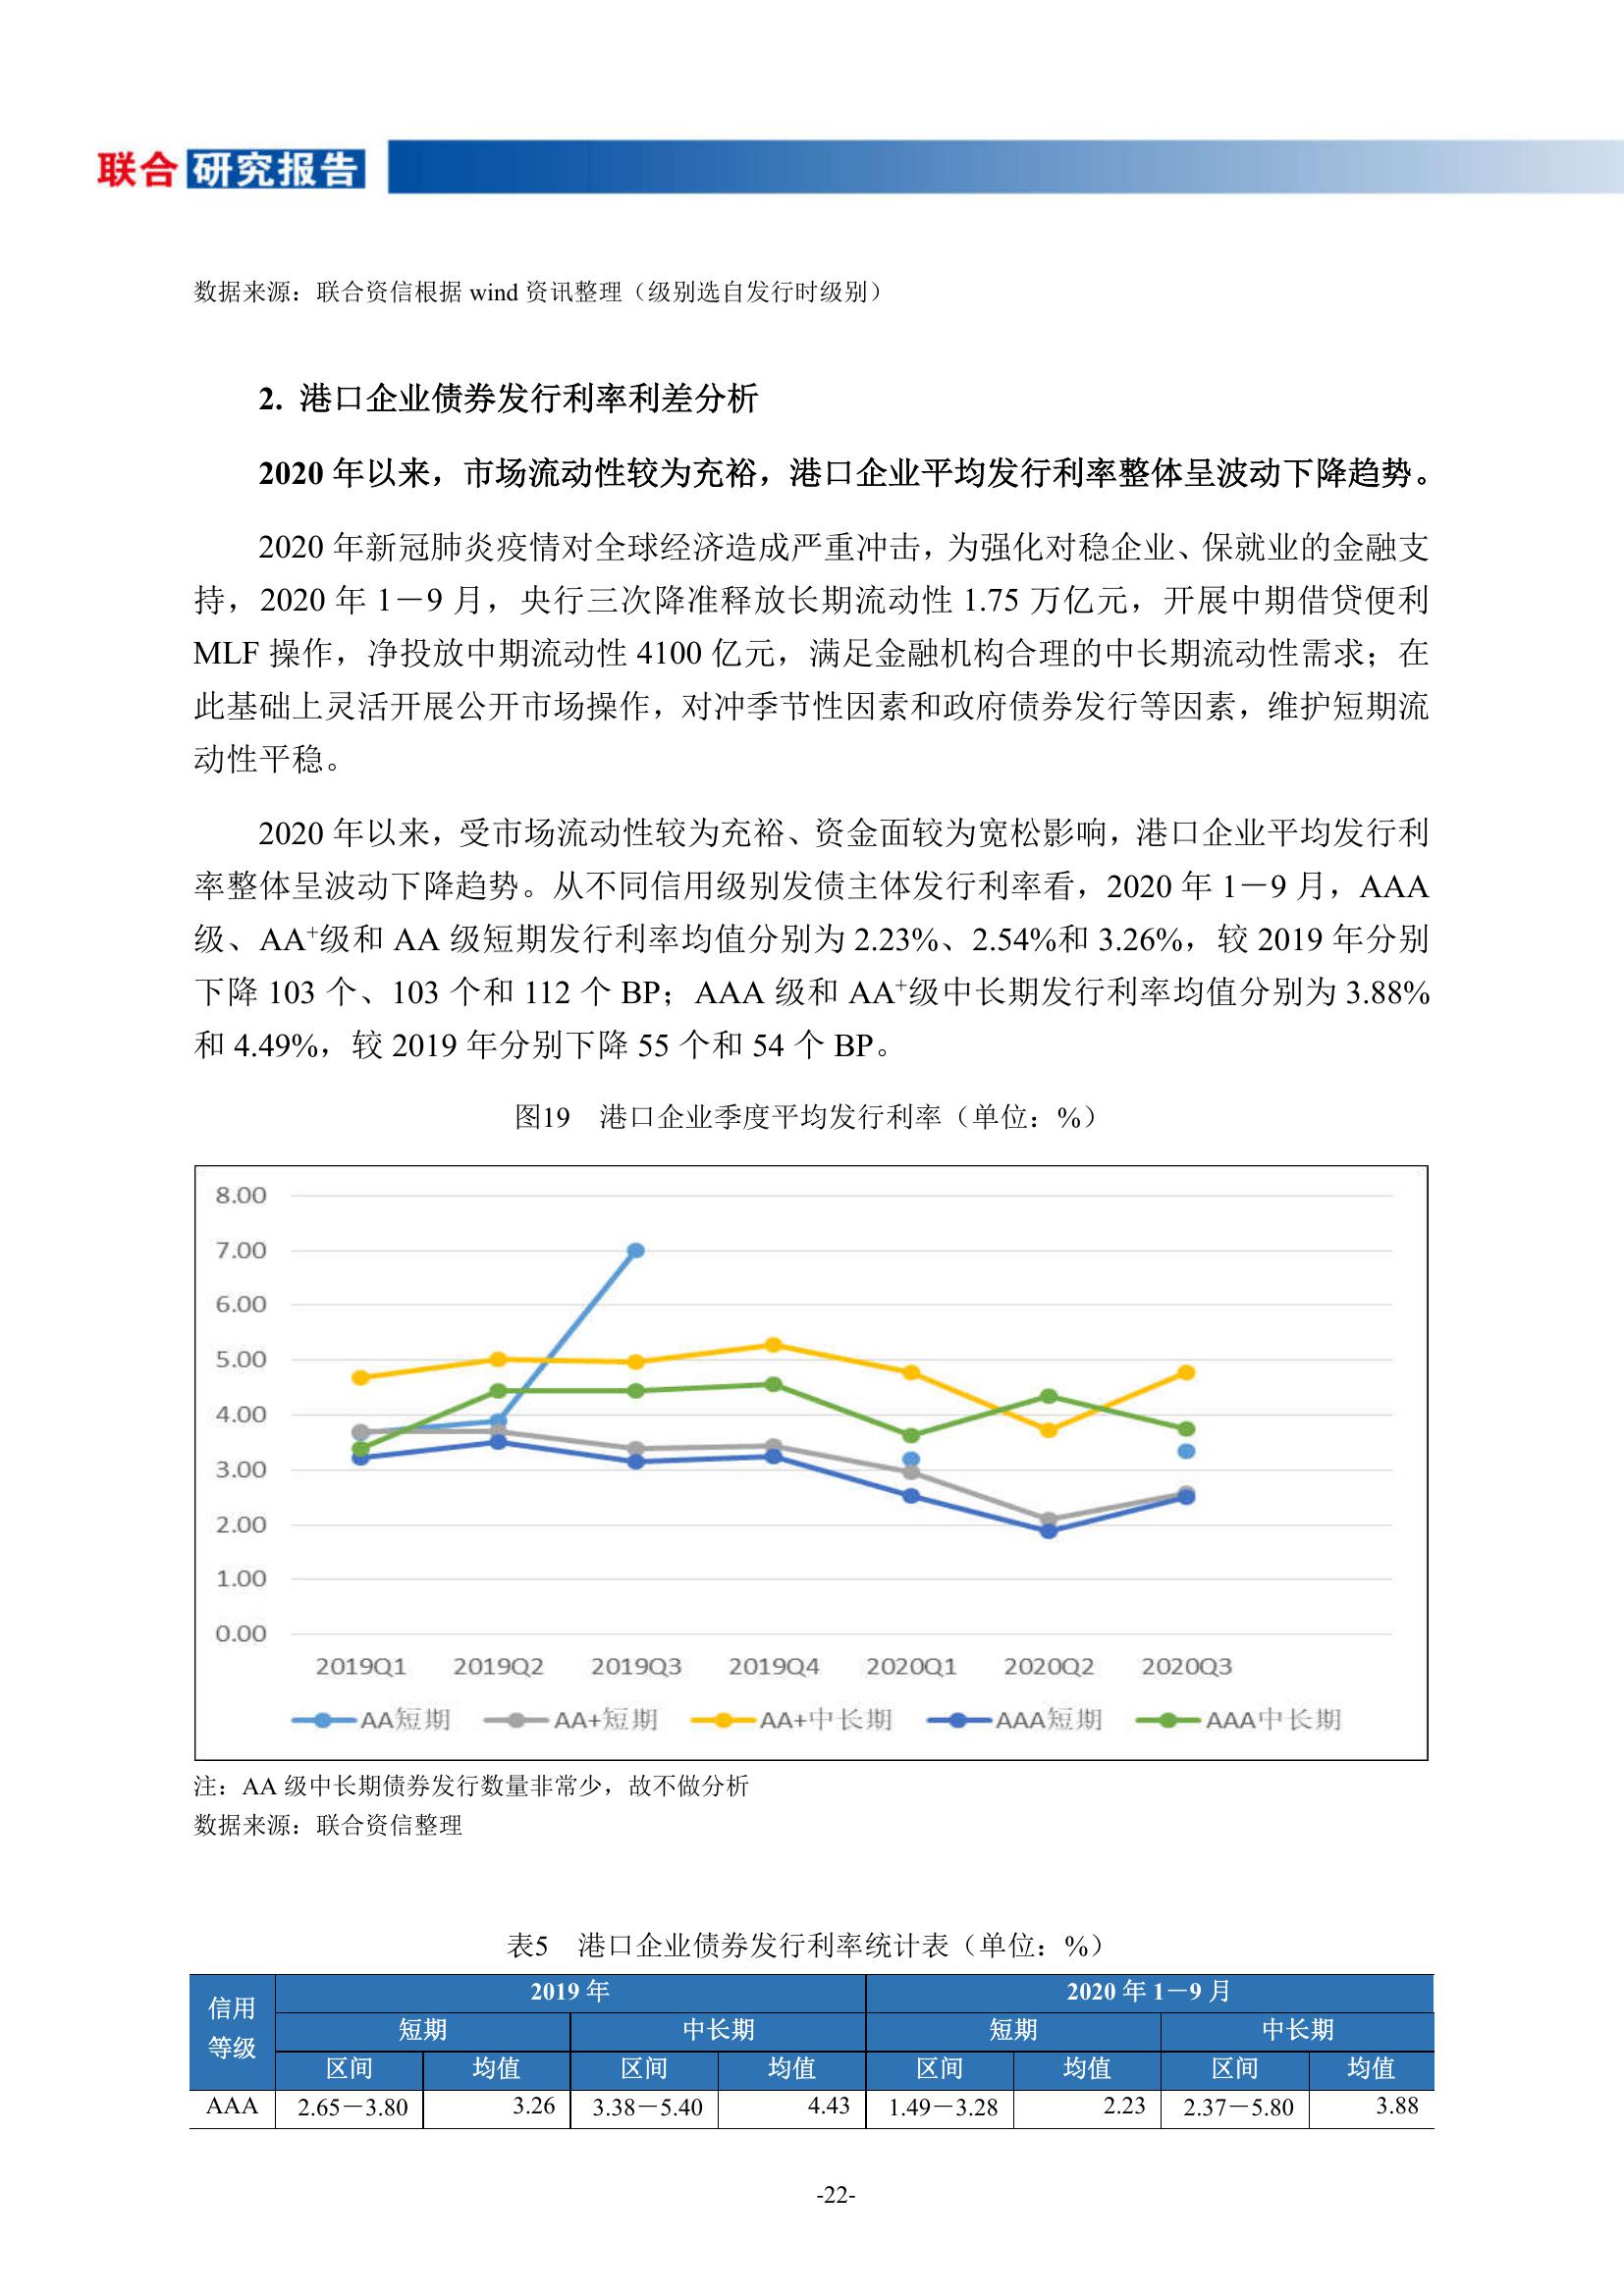 联合 研究报告
数据来源：联合资信根据 wind 资讯整理（级别选自发行时级别）
2. 港口企业债券发行利率利差分析
2020 年以来，市场流动性较为充裕，港口企业平均发行利率整体呈波动下降趋势。
2020 年新冠肺炎疫情对全球经济造成严重冲击，为强化对稳企业、保就业的金融支
持，2020 年 1－9 月，央行三次降准释放长期流动性 1.75 万亿元，开展中期借贷便利
MLF 操作，净投放中期流动性 4100 亿元，满足金融机构合理的中长期流动性需求；在
此基础上灵活开展公开市场操作，对冲季节性因素和政府债券发行等因素，维护短期流
动性平稳。
2020 年以来，受市场流动性较为充裕、资金面较为宽松影响，港口企业平均发行利
率整体呈波动下降趋势。从不同信用级别发债主体发行利率看，2020 年 1－9 月，AAA
级、AA+级和 AA 级短期发行利率均值分别为 2.23%、2.54%和 3.26%，较 2019 年分别
下降 103 个、103 个和 112 个 BP；AAA 级和 AA+级中长期发行利率均值分别为 3.88%
和 4.49%，较 2019 年分别下降 55 个和 54 个 BP。
图19 港口企业季度平均发行利率（单位：%）
8.00
7.00
6.00
5.00
4.00
3.00
2.00
1.00
0.00
2019Q1 2019Q2 2019Q3 2019Q4 2020Q1 2020Q2 2020Q3
AA短期 AA+短期 AA+中长期 AAA短期 AAA中长期
注：AA 级中长期债券发行数量非常少，故不做分析
数据来源：联合资信整理
表5 港口企业债券发行利率统计表（单位：%）
信用等级 2019 年 2020 年 1－9 月
短期 中长期 短期 中长期
区间 均值 区间 均值 区间 均值 区间 均值
AAA 2.65－3.80 3.26 3.38－5.40 4.43 1.49－3.28 2.23 2.37－5.80 3.88
-22-